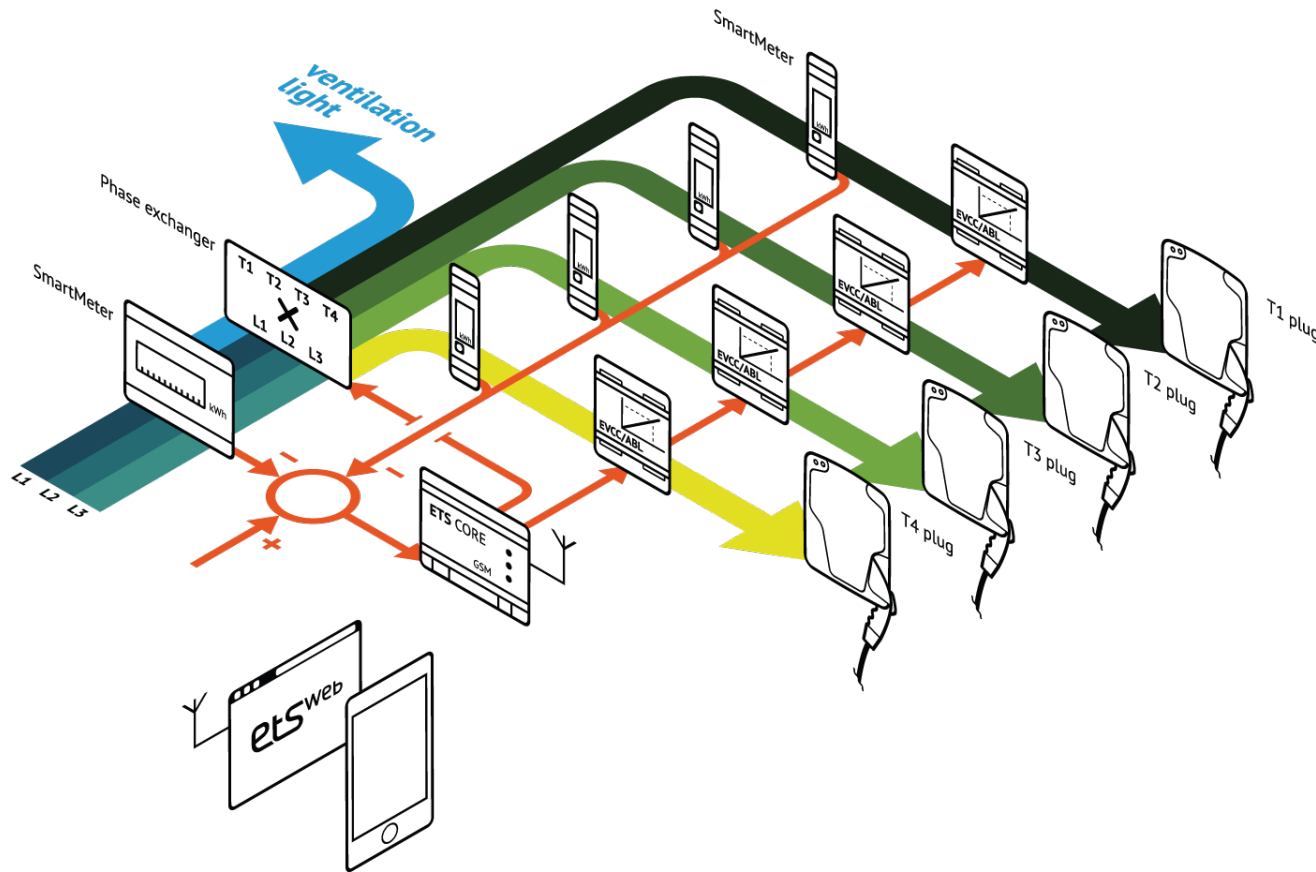 SmartMeter
ventilation
light
Phase exchanger
SmartMeter
T1 T2 T3 T4
L1 L2 L3
kWh
kWh
kWh
kWh
kWh
EVCC/ABL
EVCC/ABL
EVCC/ABL
EVCC/ABL
T1 plug
T2 plug
T3 plug
T4 plug
L1 L2 L3
-
-
+
ETS CORE
GSM
ets web